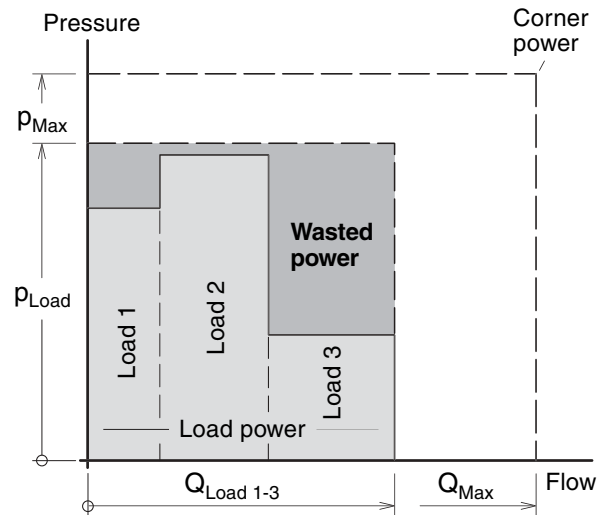 Pressure
Corner
power
pMax
Wasted
power
pLoad
Load 1
Load 2
Load 3
Load power
QLoad 1-3
QMax
Flow